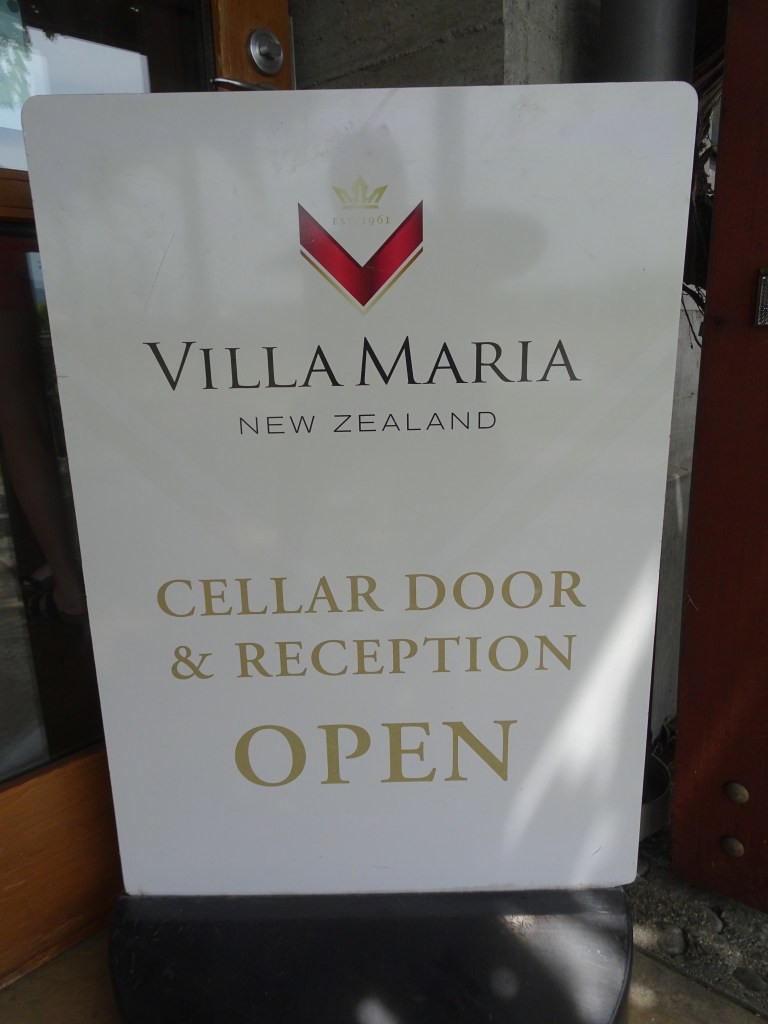 EST. 1961
VILLA MARIA
NEW ZEALAND
CELLAR DOOR
& RECEPTION
OPEN